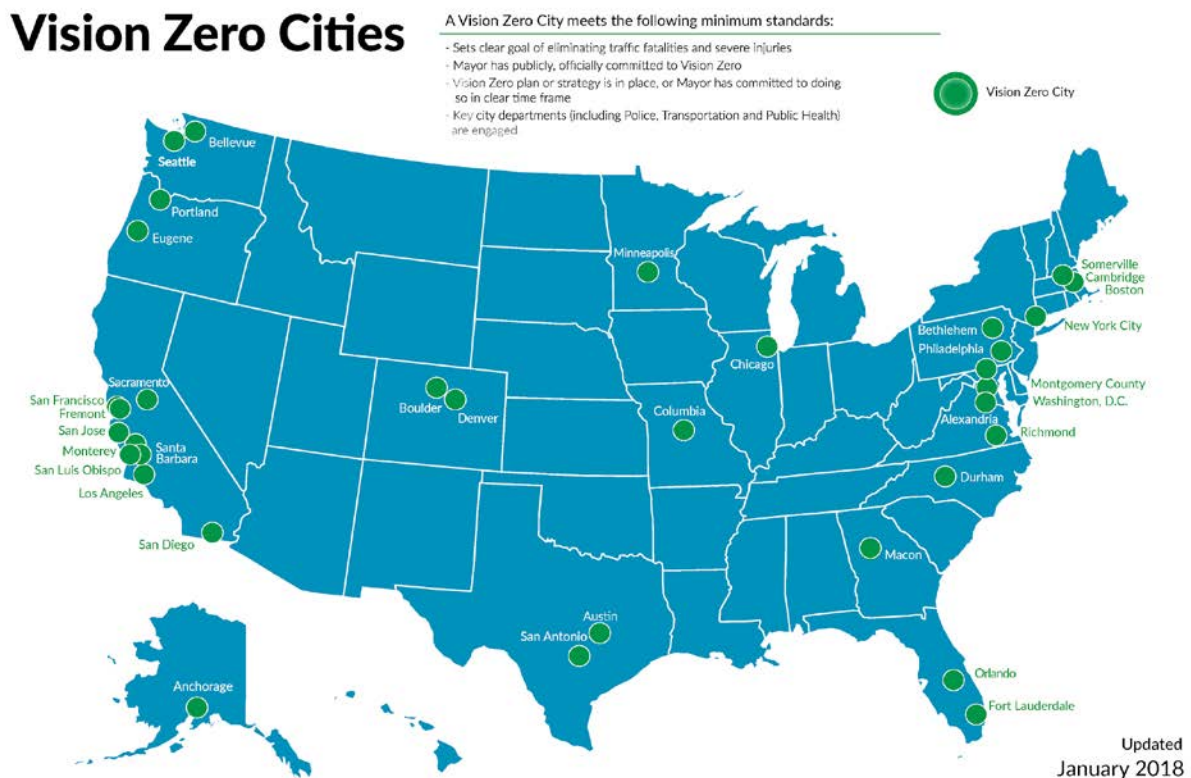 Vision Zero Cities
A Vision Zero City meets the following minimum standards:
- Sets clear goal of eliminating traffic fatalities and severe injuries
- Mayor has publicly, officially committed to Vision Zero
- Vision Zero plan or strategy is in place, or Mayor has committed to doing
so in clear time frame
- Key city departments (including Police, Transportation and Public Health)
are engaged
Vision Zero City
Bellevue
Seattle
Portland
Eugene
Minneapolis
Somerville
Cambridge
Boston
New York City
Bethlehem
Philadelphia
Chicago
Montgomery County
Washington, D.C.
Alexandria
Richmond
Sacramento
San Francisco
Fremont
San Jose
Monterey
Santa
Barbara
San Luis Obispo
Los Angeles
San Diego
Boulder
Denver
Columbia
Durham
Macon
Austin
San Antonio
Anchorage
Orlando
Fort Lauderdale
Updated
January 2018